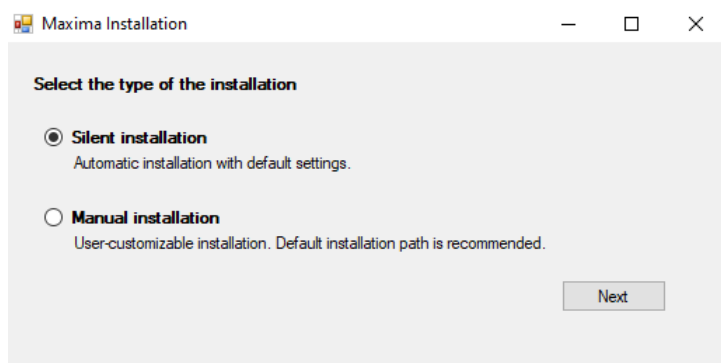 Maxima Installation
Select the type of the installation
Silent installation
Automatic installation with default settings.
Manual installation
User-customizable installation. Default installation path is recommended.
Next